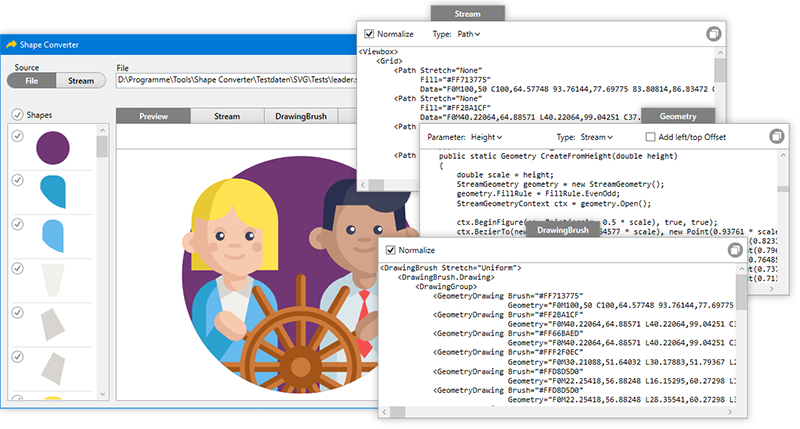 Shape Converter
Source
File
Stream
File
D:\Programme\Tools\Shape Converter\Testdaten\SVG\Tests\leader.s
Shapes
Preview
Stream
DrawingBrush
Stream
Normalize
Type: Path
<Viewbox>
<Grid>
<Path Stretch="None"
Fill="#FF713775"
Data="F0M100,50 C100,64.57748 93.76144,77.69775 83.80814,86.83472 C
<Path Stretch="None"
Fill="#FF2BA1CF"
Data="F0M40.22064,64.88571 L40.22064,99.04251 C37.
<Path Stretch="None"
<Path Stretch="None"
Geometry
Parameter: Height
Type: Stream
Add left/top Offset
public static Geometry CreateFromHeight(double height)
{
double scale = height;
StreamGeometry geometry = new StreamGeometry();
geometry.FillRule = FillRule.EvenOdd;
StreamGeometryContext ctx = geometry.Open();
0.5 * scale), true, true);
ctx.BezierTo(new
64577 * scale), new Point(0.93761 * scale
DrawingBrush
Normalize
<DrawingBrush Stretch="Uniform">
<DrawingBrush.Drawing>
<DrawingGroup>
<GeometryDrawing Brush="#FF713775"
Geometry="F0M100,50 C100,64.57748 93.76144,77.69775
<GeometryDrawing Brush="#FF2BA1CF"
Geometry="F0M40.22064,64.88571 L40.22064,99.04251 C3
<GeometryDrawing Brush="#FF66BAED"
Geometry="F0M40.22064,64.88571 L40.22064,99.04251 C3
<GeometryDrawing Brush="#FFF2F0EC"
Geometry="F0M30.21088,51.64032 L30.17883,51.79367 L2
<GeometryDrawing Brush="#FFD8D5D0"
Geometry="F0M22.25418,56.88248 L16.15295,60.27298 L1
<GeometryDrawing Brush="#FFD8D5D0"
Geometry="F0M22.25418,56.88248 L28.35541,60.27298 L2